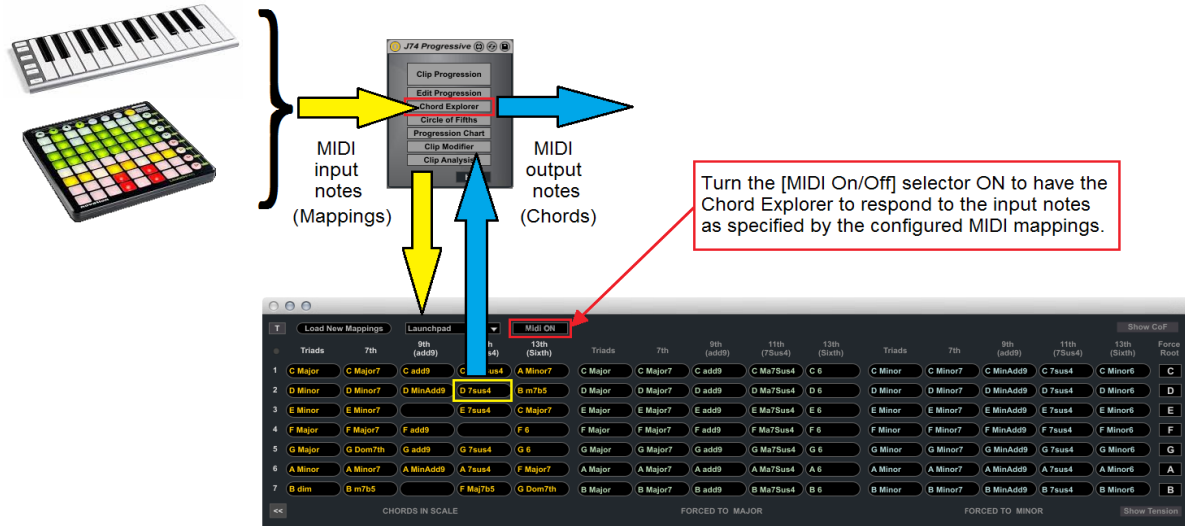 J74 Progressive
Clip Progression
Edit Progression
Chord Explorer
Circle of Fifths
Progression Chart
Clip Modifier
Clip Analysis
MIDI
input
notes
(Mappings)
MIDI
output
notes
(Chords)
novation
Turn the [MIDI On/Off] selector ON to have the
Chord Explorer to respond to the input notes
as specified by the configured MIDI mappings.
T Load New Mappings Launchpad Midi ON Show CoF
Triads 7th 9th (add9) 13th (Sixth) Triads 7th 9th (add9) 11th (7Sus4) 13th (Sixth) Triads 7th 9th (add9) 11th (7Sus4) 13th (Sixth) Force Root
1 C Major C Major7 C add9 A Minor7 C Major C Major7 C add9 C Ma7Sus4 C 6 C Minor C Minor7 C MinAdd9 C 7sus4 C Minor6 C
2 D Minor D Minor7 D MinAdd9 D 7sus4 B m7b5 D Major D Major7 D add9 D Ma7Sus4 D 6 D Minor D Minor7 D MinAdd9 D 7sus4 D Minor6 D
3 E Minor E Minor7 E 7sus4 C Major7 E Major E Major7 E add9 E Ma7Sus4 E 6 E Minor E Minor7 E MinAdd9 E 7sus4 E Minor6 E
4 F Major F Major7 F add9 F 6 F Major F Major7 F add9 F Ma7Sus4 F 6 F Minor F Minor7 F MinAdd9 F 7sus4 F Minor6 F
5 G Major G Dom7th G add9 G 7sus4 G 6 G Major G Major7 G add9 G Ma7Sus4 G 6 G Minor G Minor7 G MinAdd9 G 7sus4 G Minor6 G
6 A Minor A Minor7 A MinAdd9 A 7sus4 F Major7 A Major A Major7 A add9 A Ma7Sus4 A 6 A Minor A Minor7 A MinAdd9 A 7sus4 A Minor6 A
7 B dim B m7b5 F Maj7b5 G Dom7th B Major B Major7 B add9 B Ma7Sus4 B 6 B Minor B Minor7 B MinAdd9 B 7sus4 B Minor6 B
<< CHORDS IN SCALE FORCED TO MAJOR FORCED TO MINOR Show Tension